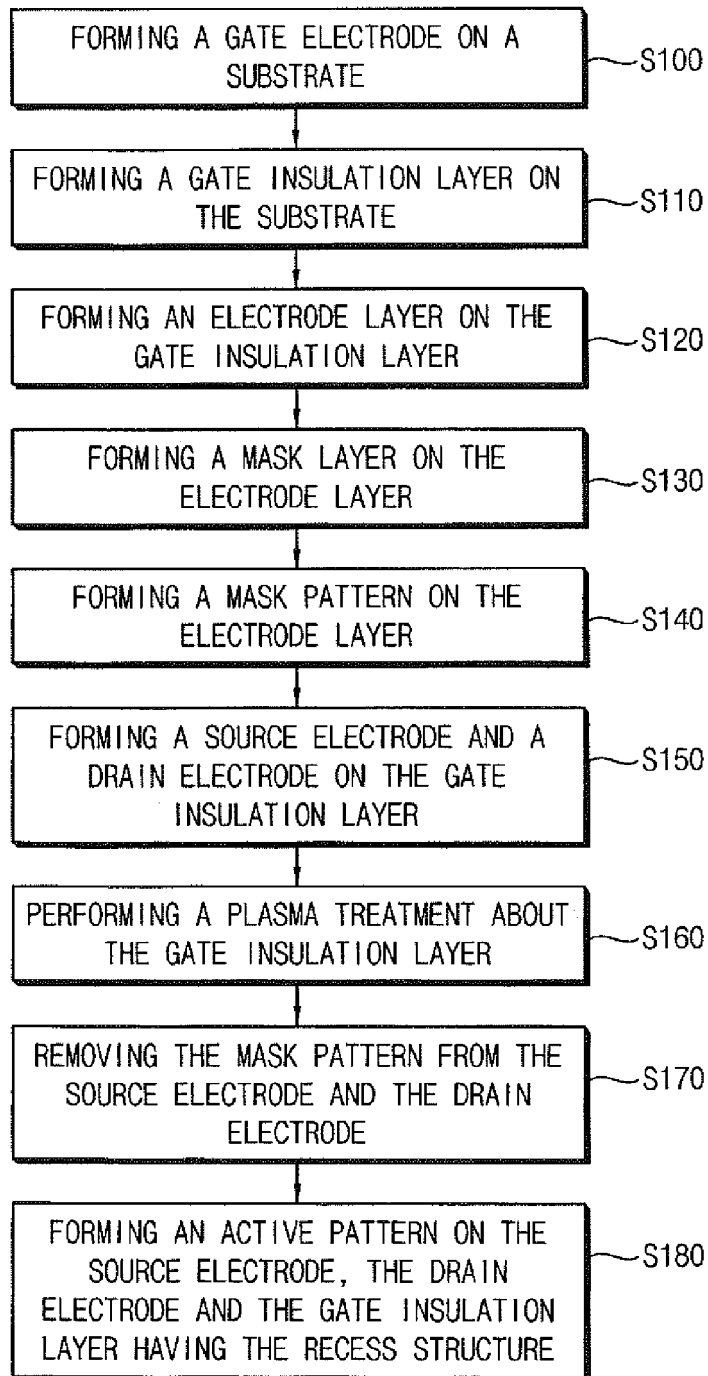 FORMING A GATE ELECTRODE ON A
SUBSTRATE
S100
FORMING A GATE INSULATION LAYER ON
THE SUBSTRATE
S110
FORMING AN ELECTRODE LAYER ON THE
GATE INSULATION LAYER
S120
FORMING A MASK LAYER ON THE
ELECTRODE LAYER
S130
FORMING A MASK PATTERN ON THE
ELECTRODE LAYER
S140
FORMING A SOURCE ELECTRODE AND A
DRAIN ELECTRODE ON THE GATE
INSULATION LAYER
S150
PERFORMING A PLASMA TREATMENT ABOUT
THE GATE INSULATION LAYER
S160
REMOVING THE MASK PATTERN FROM THE
SOURCE ELECTRODE AND THE DRAIN
ELECTRODE
S170
FORMING AN ACTIVE PATTERN ON THE
SOURCE ELECTRODE, THE DRAIN
ELECTRODE AND THE GATE INSULATION
LAYER HAVING THE RECESS STRUCTURE
S180